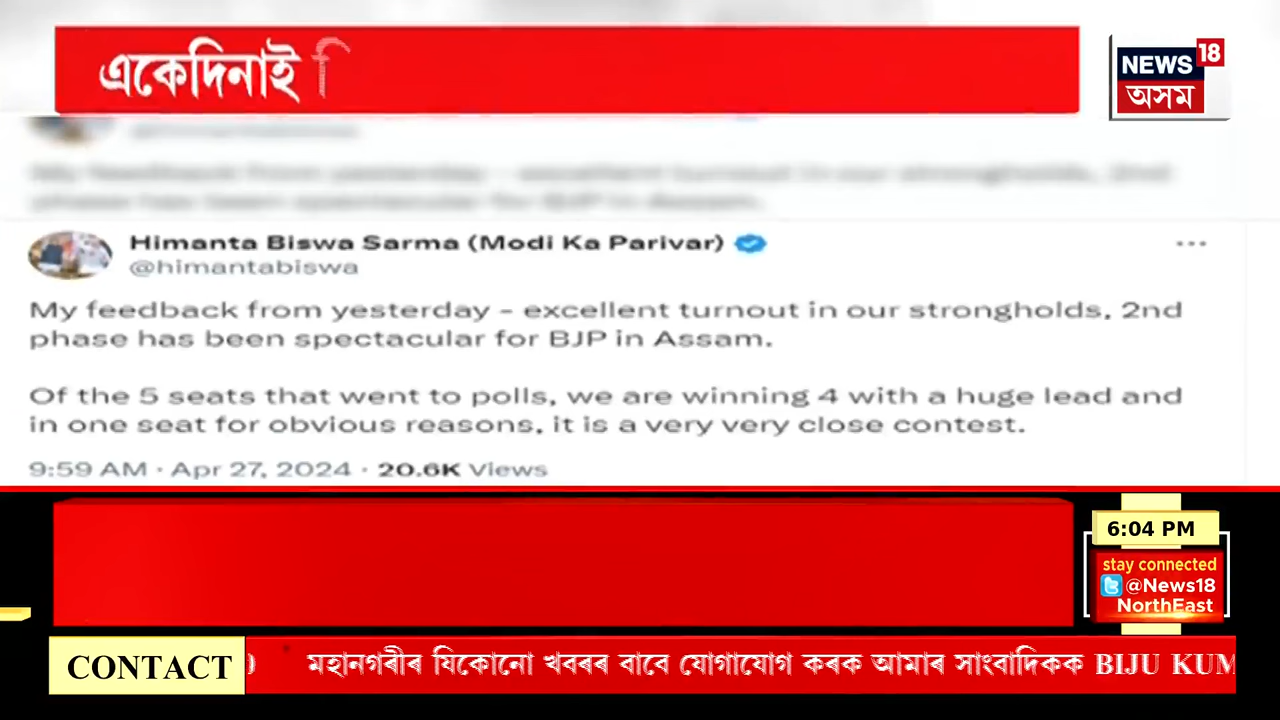 একেদিনাই
NEWS 18
অসম
Himanta Biswa Sarma (Modi Ka Parivar)
@himantabiswa
My feedback from yesterday - excellent turnout in our strongholds, 2nd
phase has been spectacular for BJP in Assam.
Of the 5 seats that went to polls, we are winning 4 with a huge lead and
in one seat for obvious reasons, it is a very very close contest.
9:59 AM · Apr 27, 2024 · 20.6K Views
6:04 PM
stay connected
@News18
NorthEast
CONTACT মহানগৰীৰ যিকোনো খবৰৰ বাবে যোগাযোগ কৰক আমাৰ সাংবাদিকক BIJU